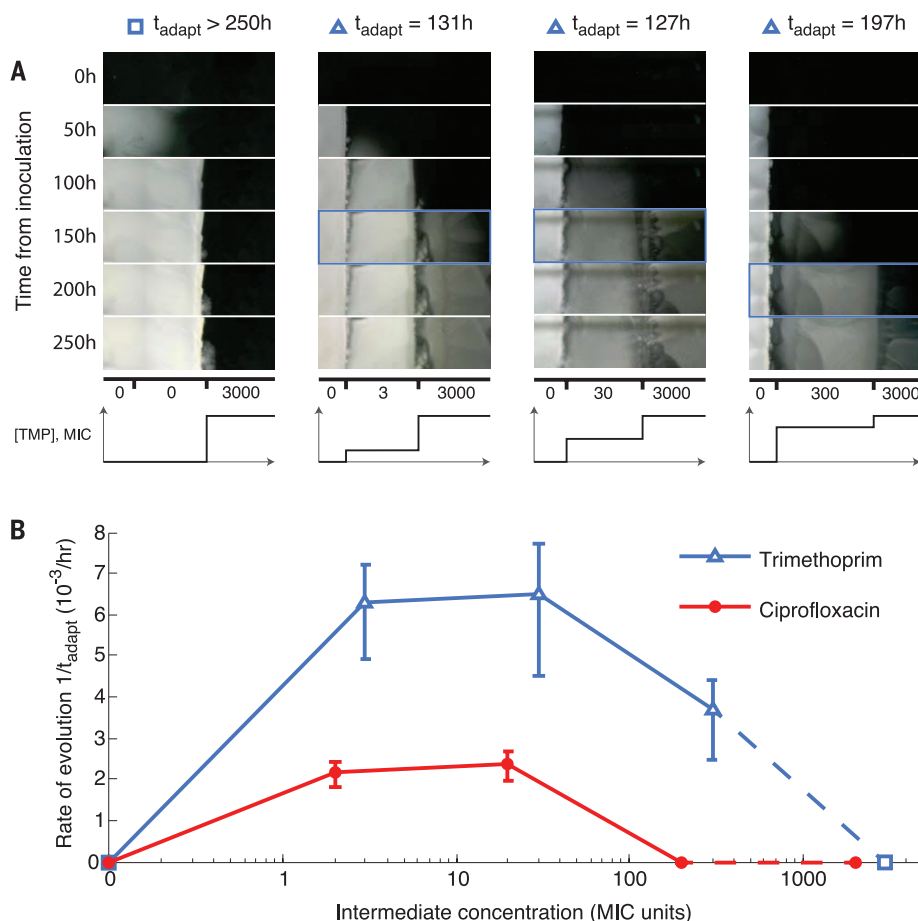 t_adapt > 250h t_adapt = 131h t_adapt = 127h t_adapt = 197h
A
Time from inoculation
0h
50h
100h
150h
200h
250h
0 0 3000 0 3 3000 0 30 3000 0 300 3000
[TMP], MIC
B
Rate of evolution 1/t_adapt (10⁻³/hr)
8
7
6
5
4
3
2
1
0
Trimethoprim
Ciprofloxacin
0 1 10 100 1000
Intermediate concentration (MIC units)